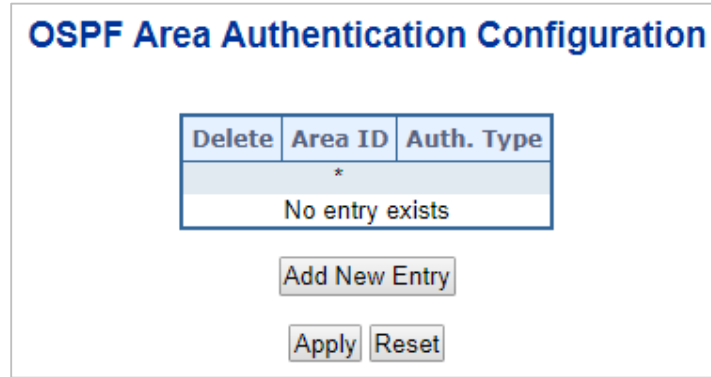 OSPF Area Authentication Configuration
Delete Area ID Auth. Type
*
No entry exists
Add New Entry
Apply Reset